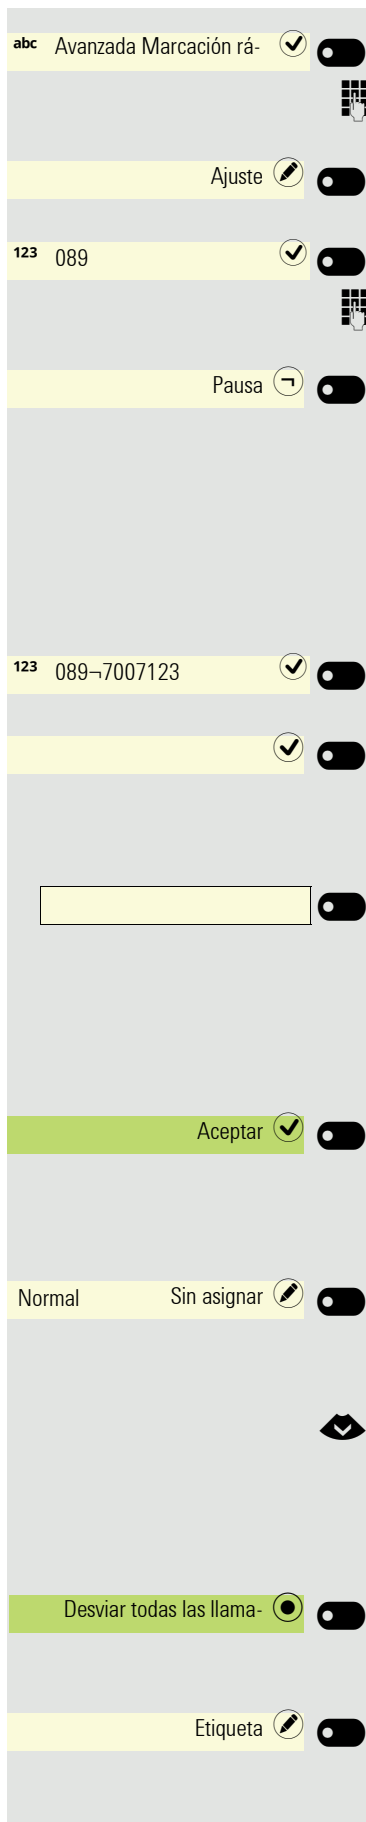 abc Avanzada Marcación rá-
Ajuste
123 089
Pausa ¬
123 089¬7007123
Aceptar
Normal Sin asignar
Desviar todas las llama-
Etiqueta